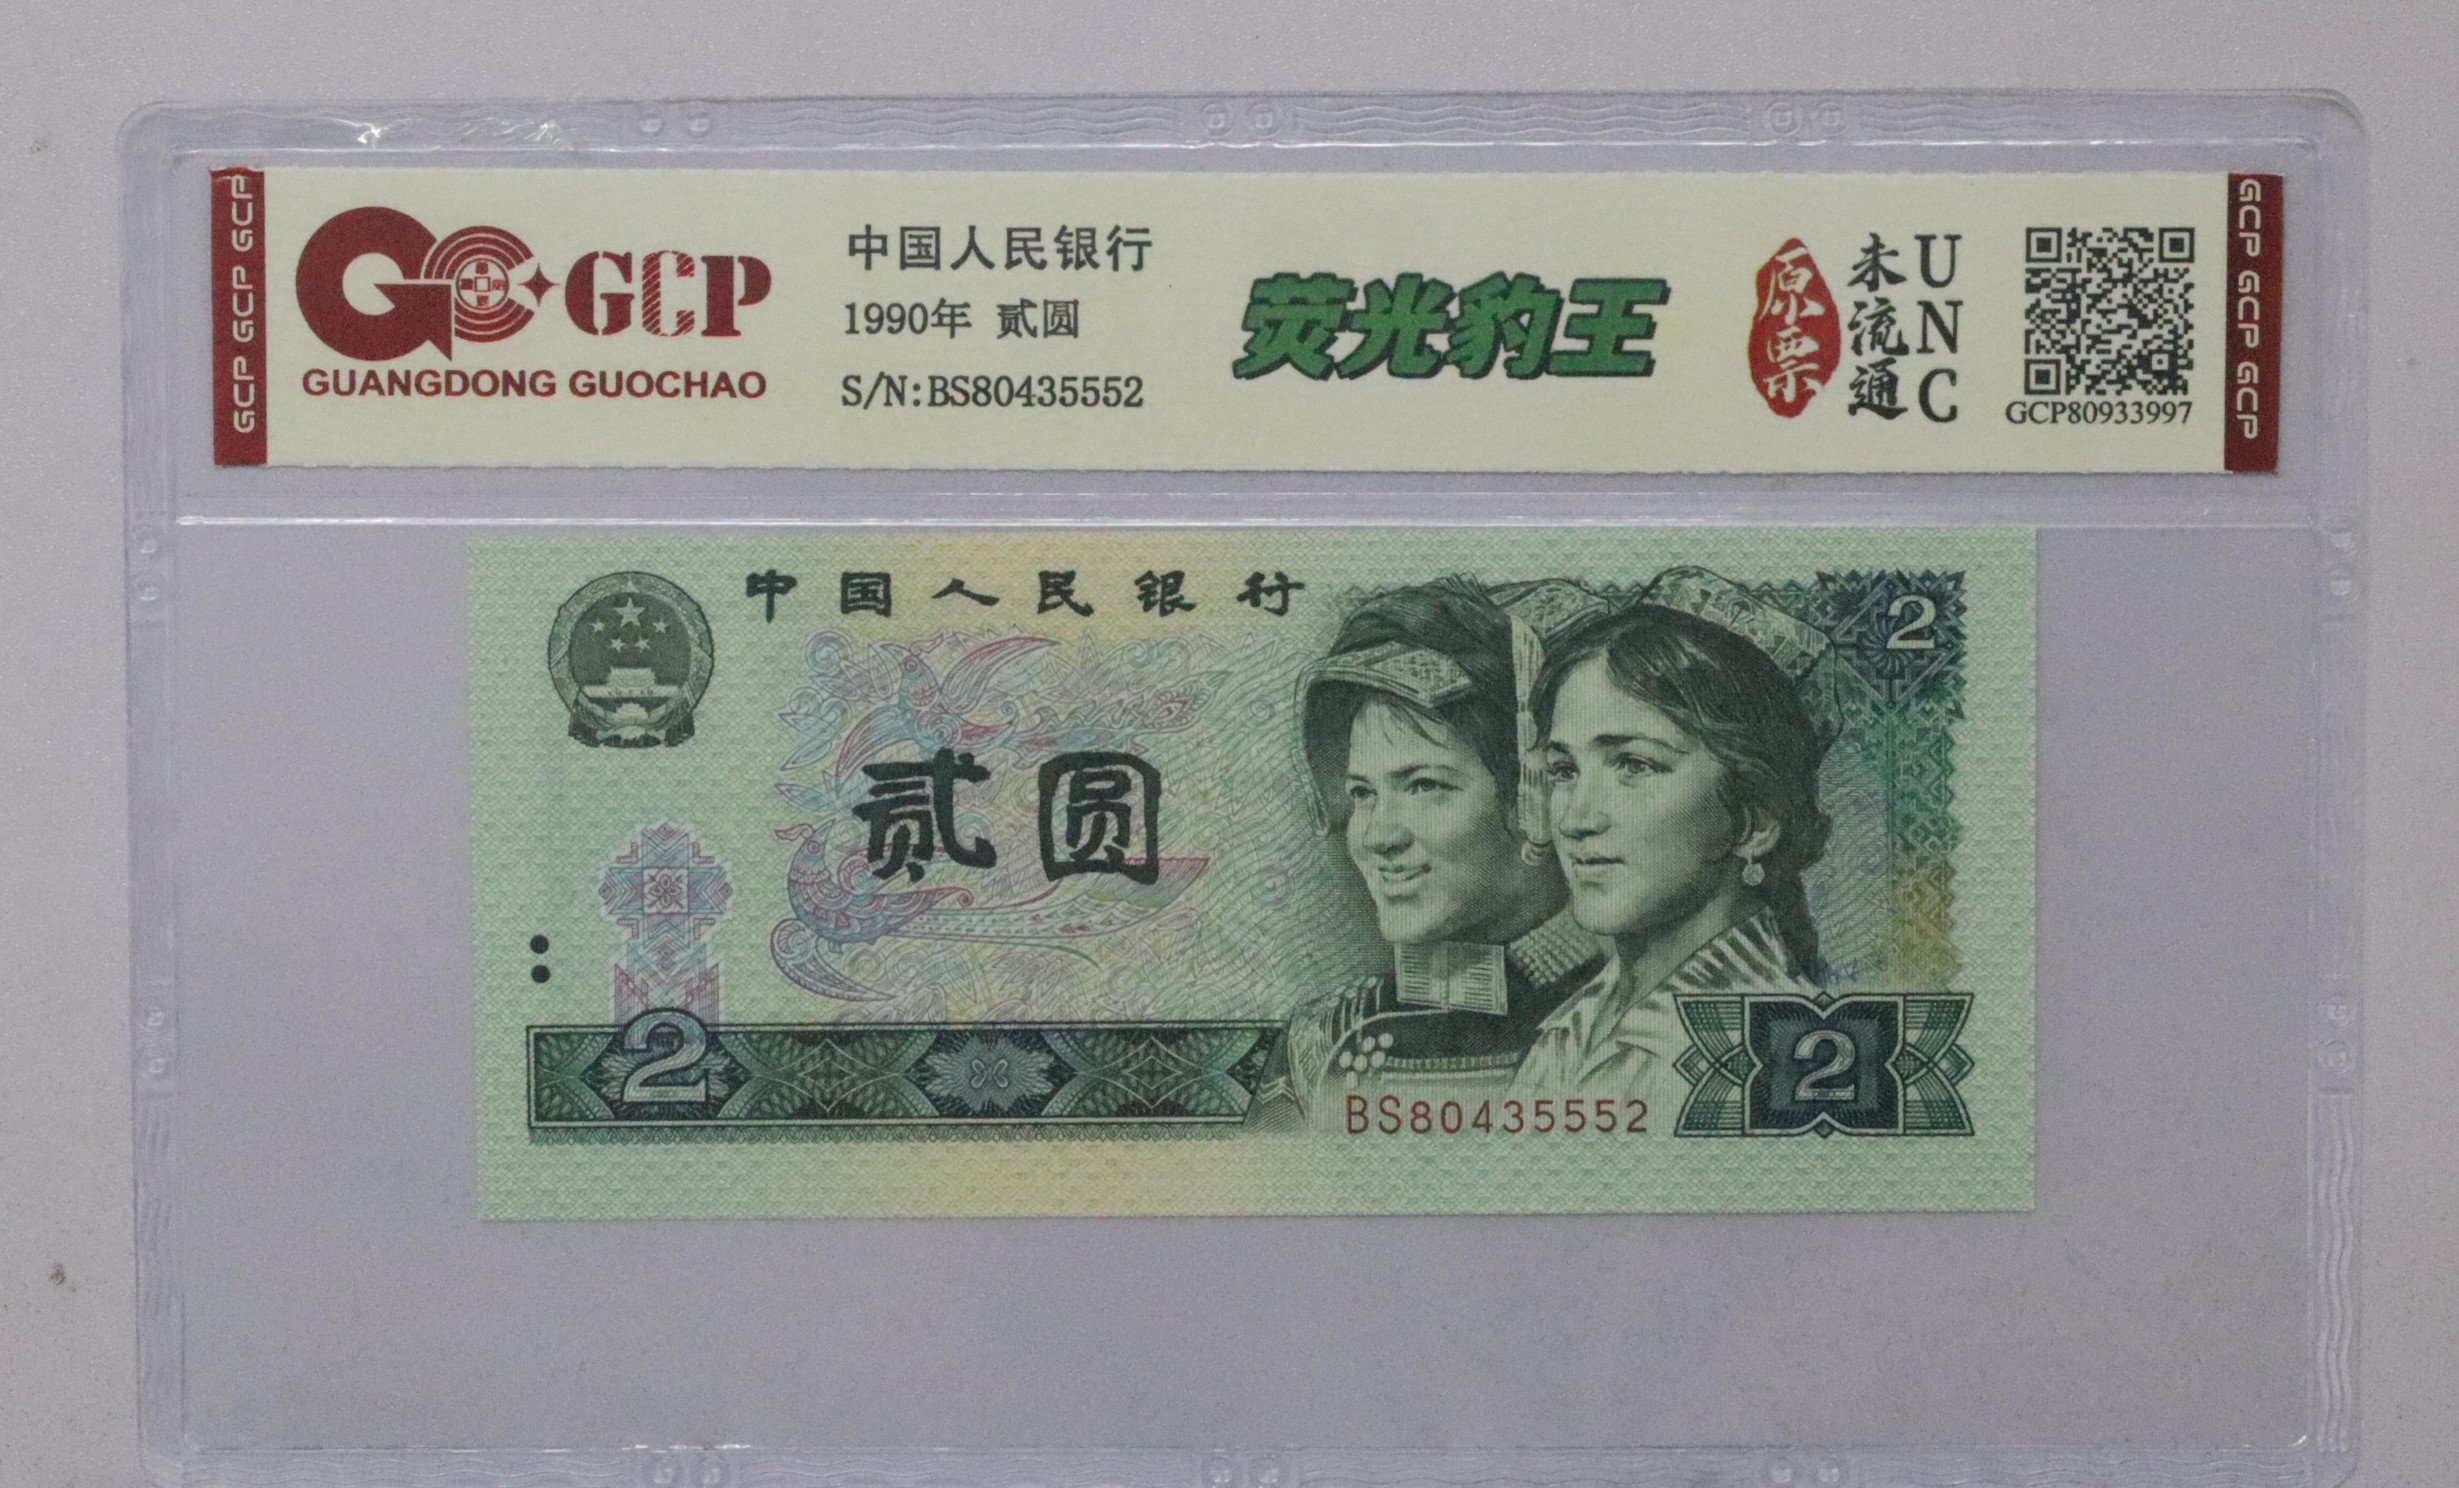 GCP GCP GCP
GCP
GUANGDONG GUOCHAO
中国人民银行
1990年 贰圆
S/N:BS80435552
荧光豹王
原票
未流通
UNC
GCP80933997
GCP GCP GCP
中国人民银行
2
贰圆
2
BS80435552
2